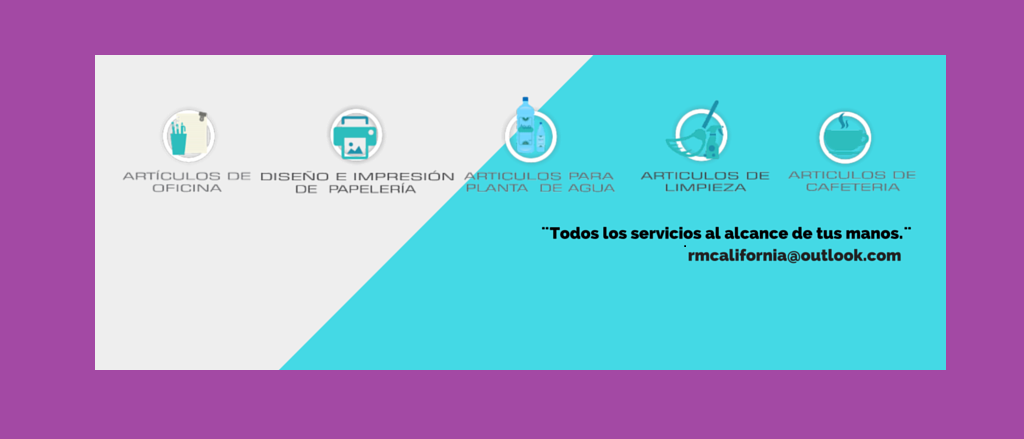 ARTÍCULOS DE
OFICINA
DISEÑO E IMPRESIÓN
DE PAPELERÍA
ARTICULOS PARA
PLANTA DE AGUA
ARTICULOS DE
LIMPIEZA
ARTICULOS DE
CAFETERIA
¨Todos los servicios al alcance de tus manos.¨
rmcalifornia@outlook.com